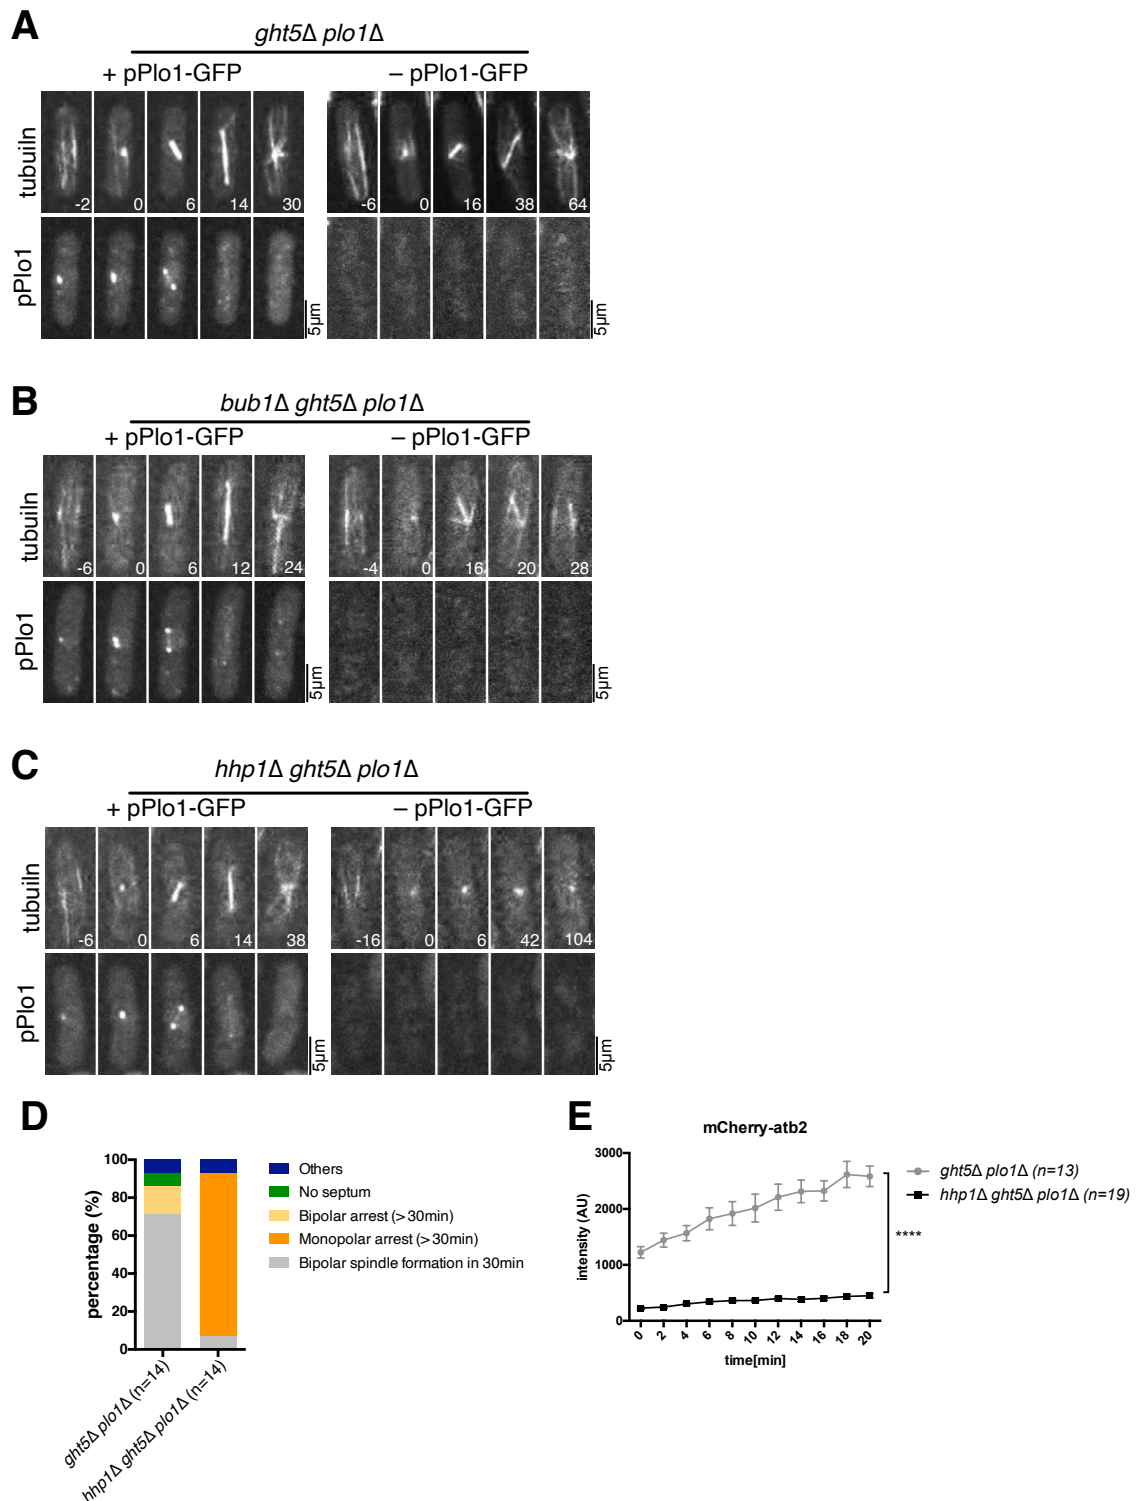 A
ght5Δ plo1Δ
+ pPlo1-GFP
– pPlo1-GFP
tubuiln
-2 0 6 14 30
-6 0 16 38 64
pPlo1
5μm
5μm
B
bub1Δ ght5Δ plo1Δ
+ pPlo1-GFP
– pPlo1-GFP
tubuiln
-6 0 6 12 24
-4 0 16 20 28
pPlo1
5μm
5μm
C
hhp1Δ ght5Δ plo1Δ
+ pPlo1-GFP
– pPlo1-GFP
tubuiln
-6 0 6 14 38
-16 0 6 42 104
pPlo1
5μm
5μm
D
percentage (%)
100
80
60
40
20
0
ght5Δ plo1Δ (n=14)
hhp1Δ ght5Δ plo1Δ (n=14)
Others
No septum
Bipolar arrest (> 30min)
Monopolar arrest (> 30min)
Bipolar spindle formation in 30min
E
mCherry-atb2
intensity (AU)
3000
2000
1000
0
0 2 4 6 8 10 12 14 16 18 20
time[min]
ght5Δ plo1Δ (n=13)
hhp1Δ ght5Δ plo1Δ (n=19)
****